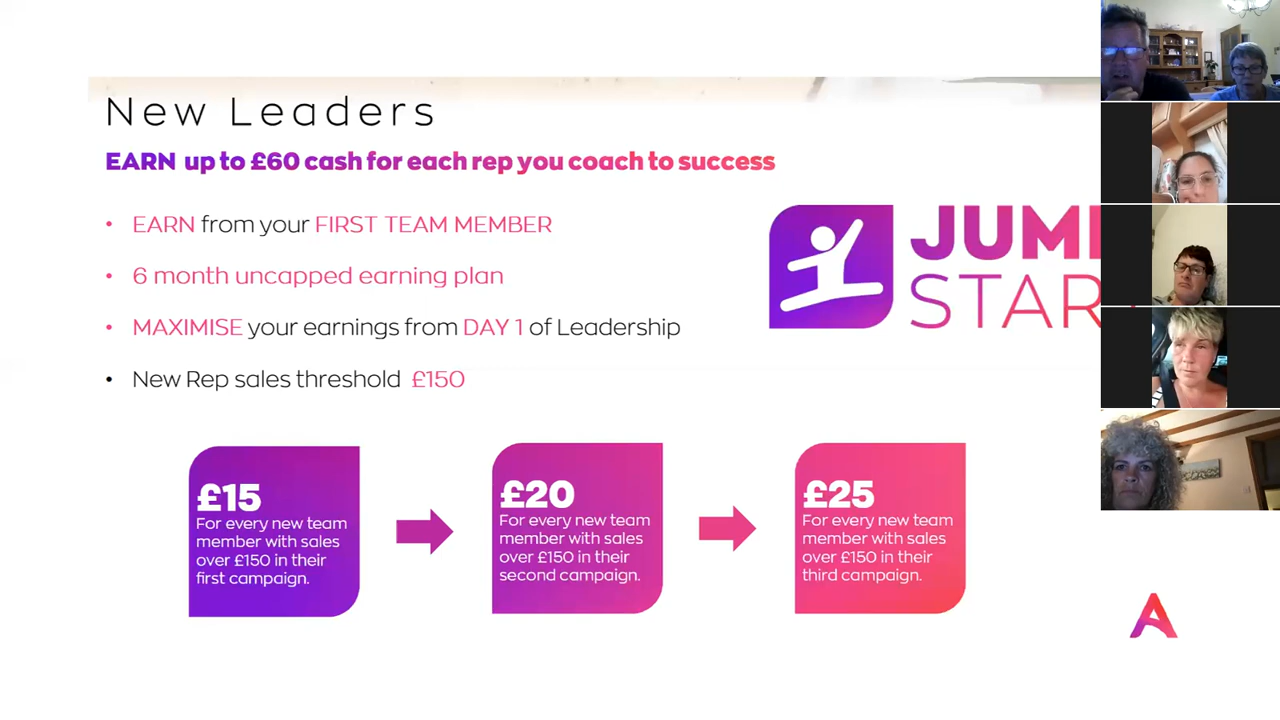 New Leaders
EARN up to £60 cash for each rep you coach to success
• EARN from your FIRST TEAM MEMBER
• 6 month uncapped earning plan
• MAXIMISE your earnings from DAY 1 of Leadership
• New Rep sales threshold £150
JUM
STAR
£15
For every new team
member with sales
over £150 in their
first campaign.
£20
For every new team
member with sales
over £150 in their
second campaign.
£25
For every new team
member with sales
over £150 in their
third campaign.
A